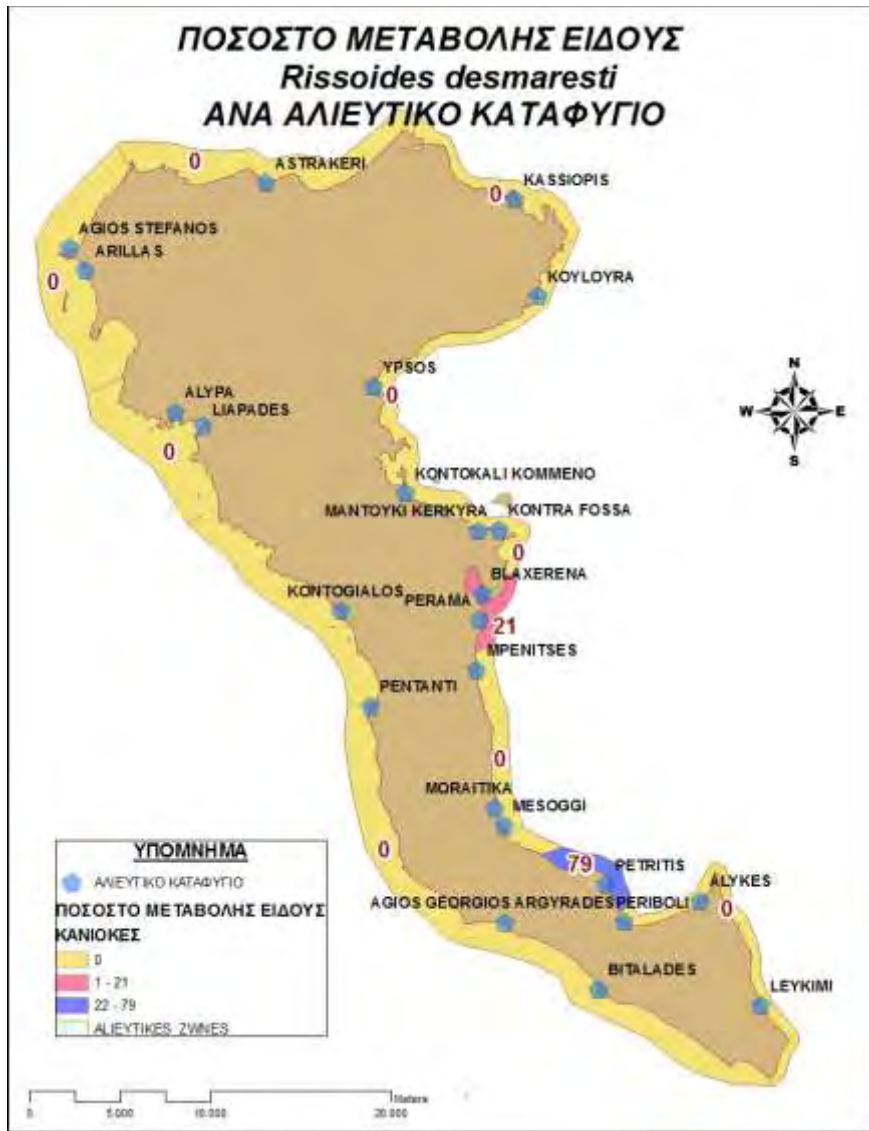 ΠΟΣΟΣΤΟ ΜΕΤΑΒΟΛΗΣ ΕΙΔΟΥΣ
Rissoides desmaresti
ΑΝΑ ΑΛΙΕΥΤΙΚΟ ΚΑΤΑΦΥΓΙΟ
0
ASTRAKERI
KASSIOPIS
0
AGIOS STEFANOS
ARILLAS
0
KOYLOYRA
N
W
E
S
YPSOS
0
ALYPA
LIAPADES
0
KONTOKALI KOMMENO
MANTOYKI KERKYRA
KONTRA FOSSA
0
BLAXERENA
KONTOGIALOS
PERAMA
21
MPENITSES
PENTANTI
0
MORAITIKA
MESOGGI
0
79
PETRITIS
ALYKES
AGIOS GEORGIOS ARGYRADES
PERIBOLI
0
BITALADES
LEYKIMI
ΥΠΟΜΝΗΜΑ
ΑΛΙΕΥΤΙΚΟ ΚΑΤΑΦΥΓΙΟ
ΠΟΣΟΣΤΟ ΜΕΤΑΒΟΛΗΣ ΕΙΔΟΥΣ
ΚΑΝΙΟΚΕΣ
0
1 - 21
22 - 79
ALIEYTIKES_ZWNES
Meters
0
5.000
10.000
20.000